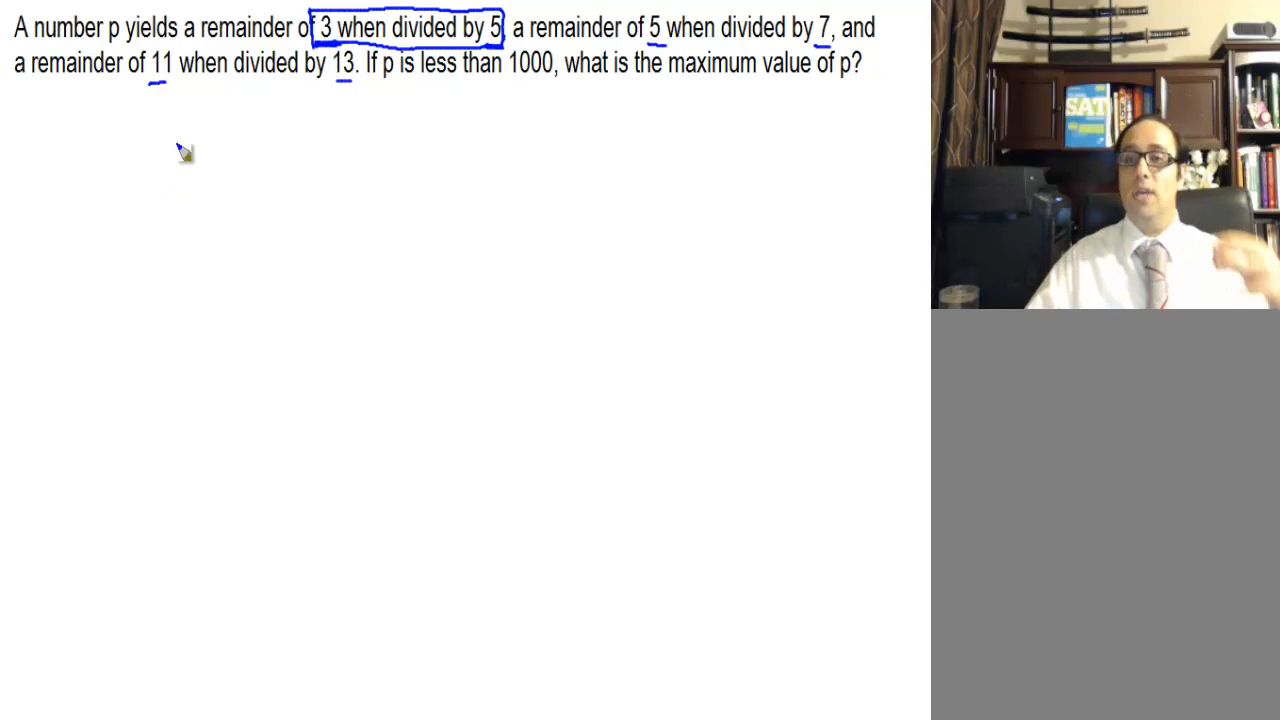 A number p yields a remainder of 3 when divided by 5, a remainder of 5 when divided by 7, and
a remainder of 11 when divided by 13. If p is less than 1000, what is the maximum value of p?
SAT